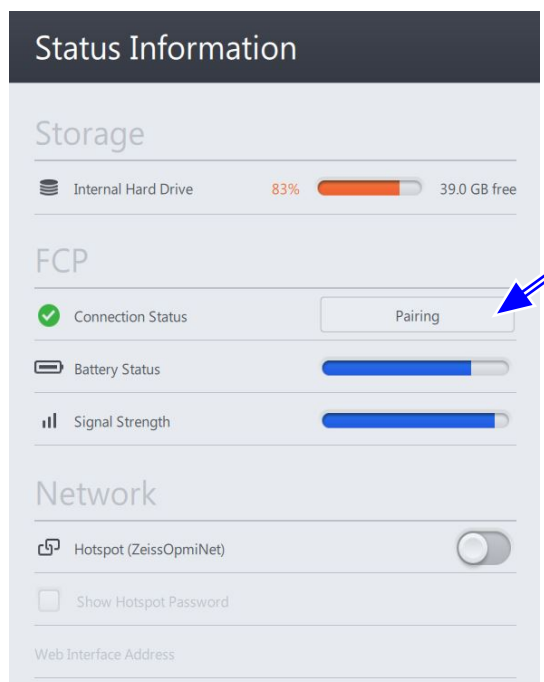 Status Information
Storage
Internal Hard Drive 83% 39.0 GB free
FCP
Connection Status Pairing
Battery Status
Signal Strength
Network
Hotspot (ZeissOpmiNet)
Show Hotspot Password
Web Interface Address